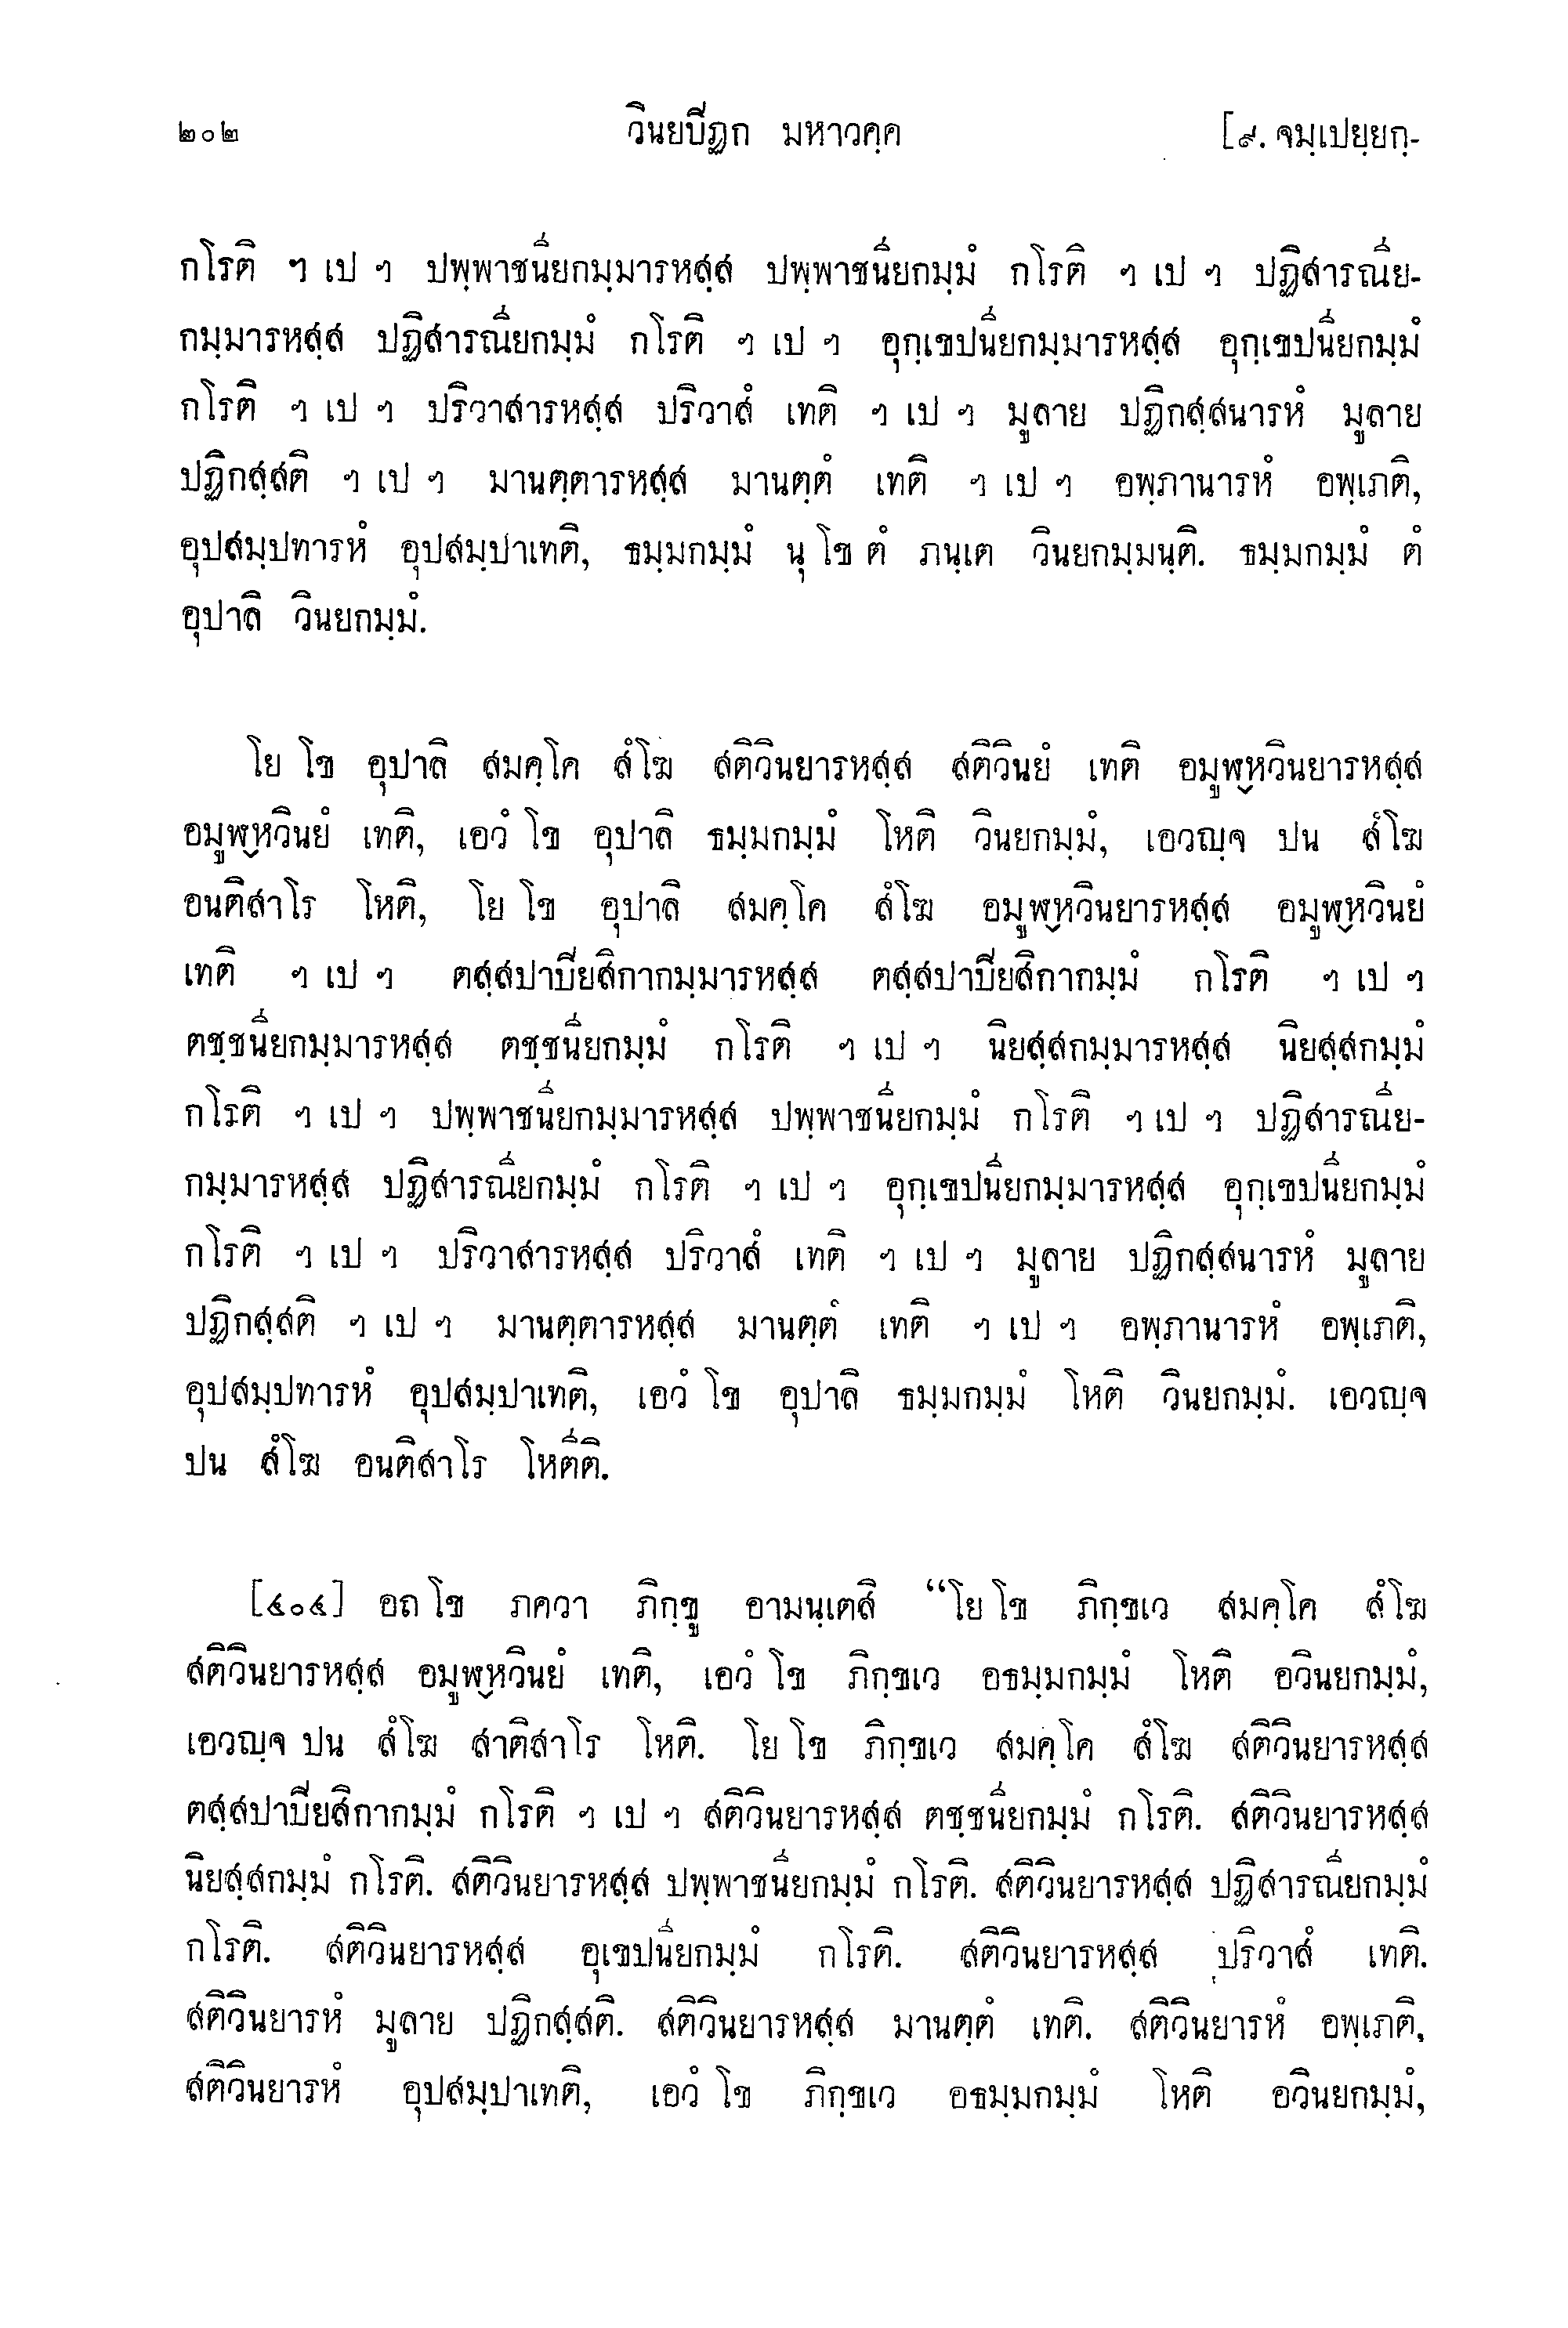 ๒๐๒ วินยปิฏก มหาวคฺค [๙. จมฺเปยฺยกฺ-
กโรติ ฯ เป ฯ ปพฺพาชนียกมฺมารหสฺส ปพฺพาชนียกมฺมํ กโรติ ฯ เป ฯ ปฏิสารณีย-
กมฺมารหสฺส ปฏิสารณียกมฺมํ กโรติ ฯ เป ฯ อุกฺเขปนียกมฺมารหสฺส อุกฺเขปนียกมฺมํ
กโรติ ฯ เป ฯ ปริวาสารหสฺส ปริวาสํ เทติ ฯ เป ฯ มูลาย ปฏิกสฺสนารหํ มูลาย
ปฏิกสฺสติ ฯ เป ฯ มานตฺตารหสฺส มานตฺตํ เทติ ฯ เป ฯ อพฺภานารหํ อพฺเภติ,
อุปสมฺปทารหํ อุปสมฺปาเทติ, ธมฺมกมฺมํ นุ โข ตํ ภนฺเต วินยกมฺมนฺติ. ธมฺมกมฺมํ ตํ
อุปาลิ วินยกมฺมํ.
โย โข อุปาลิ สมคฺโค สํโฆ สติวินยารหสฺส สติวินยํ เทติ อมูฬฺหวินยารหสฺส
อมูฬฺหวินยํ เทติ, เอวํ โข อุปาลิ ธมฺมกมฺมํ โหติ วินยกมฺมํ, เอวญฺจ ปน สํโฆ
อนติสาโร โหติ, โย โข อุปาลิ สมคฺโค สํโฆ อมูฬฺหวินยารหสฺส อมูฬฺหวินยํ
เทติ ฯ เป ฯ ตสฺสปาปิยสิกากมฺมารหสฺส ตสฺสปาปิยสิกากมฺมํ กโรติ ฯ เป ฯ
ตชฺชนียกมฺมารหสฺส ตชฺชนียกมฺมํ กโรติ ฯ เป ฯ นิยสฺสกมฺมารหสฺส นิยสฺสกมฺมํ
กโรติ ฯ เป ฯ ปพฺพาชนียกมฺมารหสฺส ปพฺพาชนียกมฺมํ กโรติ ฯ เป ฯ ปฏิสารณีย-
กมฺมารหสฺส ปฏิสารณียกมฺมํ กโรติ ฯ เป ฯ อุกฺเขปนียกมฺมารหสฺส อุกฺเขปนียกมฺมํ
กโรติ ฯ เป ฯ ปริวาสารหสฺส ปริวาสํ เทติ ฯ เป ฯ มูลาย ปฏิกสฺสนารหํ มูลาย
ปฏิกสฺสติ ฯ เป ฯ มานตฺตารหสฺส มานตฺตํ เทติ ฯ เป ฯ อพฺภานารหํ อพฺเภติ,
อุปสมฺปทารหํ อุปสมฺปาเทติ, เอวํ โข อุปาลิ ธมฺมกมฺมํ โหติ วินยกมฺมํ. เอวญฺจ
ปน สํโฆ อนติสาโร โหตีติ.
[๕๐๕] อถ โข ภควา ภิกฺขู อามนฺเตสิ “โย โข ภิกฺขเว สมคฺโค สํโฆ
สติวินยารหสฺส อมูฬฺหวินยํ เทติ, เอวํ โข ภิกฺขเว อธมฺมกมฺมํ โหติ อวินยกมฺมํ,
เอวญฺจ ปน สํโฆ สาติสาโร โหติ. โย โข ภิกฺขเว สมคฺโค สํโฆ สติวินยารหสฺส
ตสฺสปาปิยสิกากมฺมํ กโรติ ฯ เป ฯ สติวินยารหสฺส ตชฺชนียกมฺมํ กโรติ. สติวินยารหสฺส
นิยสฺสกมฺมํ กโรติ. สติวินยารหสฺส ปพฺพาชนียกมฺมํ กโรติ. สติวินยารหสฺส ปฏิสารณียกมฺมํ
กโรติ. สติวินยารหสฺส อุเขปนียกมฺมํ กโรติ. สติวินยารหสฺส ปริวาสํ เทติ.
สติวินยารหํ มูลาย ปฏิกสฺสติ. สติวินยารหสฺส มานตฺตํ เทติ. สติวินยารหํ อพฺเภติ,
สติวินยารหํ อุปสมฺปาเทติ, เอวํ โข ภิกฺขเว อธมฺมกมฺมํ โหติ อวินยกมฺมํ,